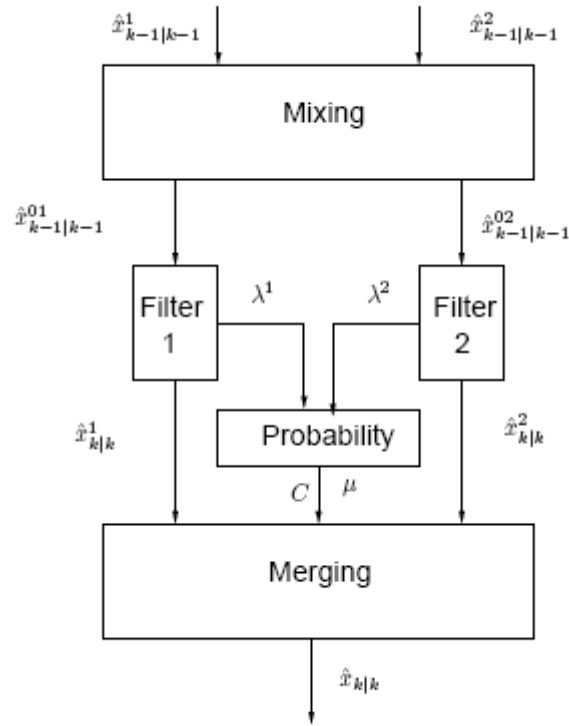 x̂¹ₖ₋₁|ₖ₋₁ x̂²ₖ₋₁|ₖ₋₁
Mixing
x̂⁰¹ₖ₋₁|ₖ₋₁ x̂⁰²ₖ₋₁|ₖ₋₁
λ¹ λ²
Filter
1
Filter
2
x̂¹ₖ|ₖ x̂²ₖ|ₖ
Probability
C μ
Merging
x̂ₖ|ₖ